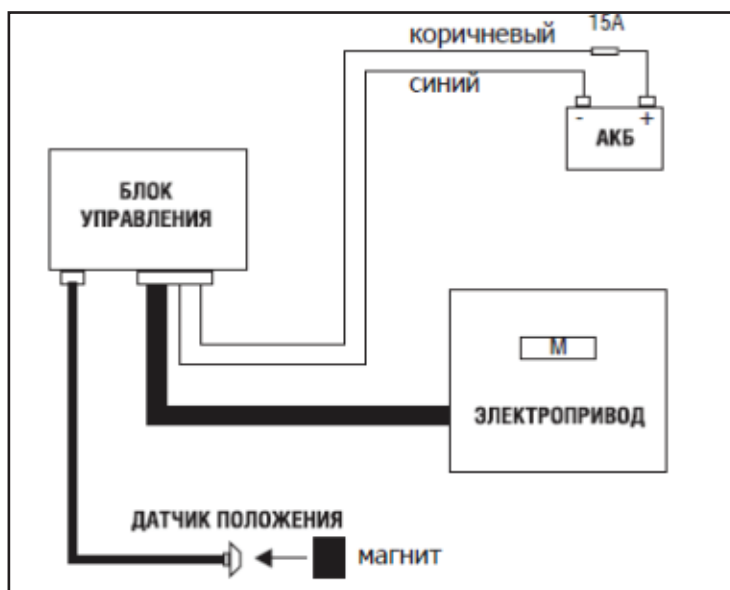 15А
коричневый
синий
- +
АКБ
БЛОК
УПРАВЛЕНИЯ
М
ЭЛЕКТРОПРИВОД
ДАТЧИК ПОЛОЖЕНИЯ
магнит